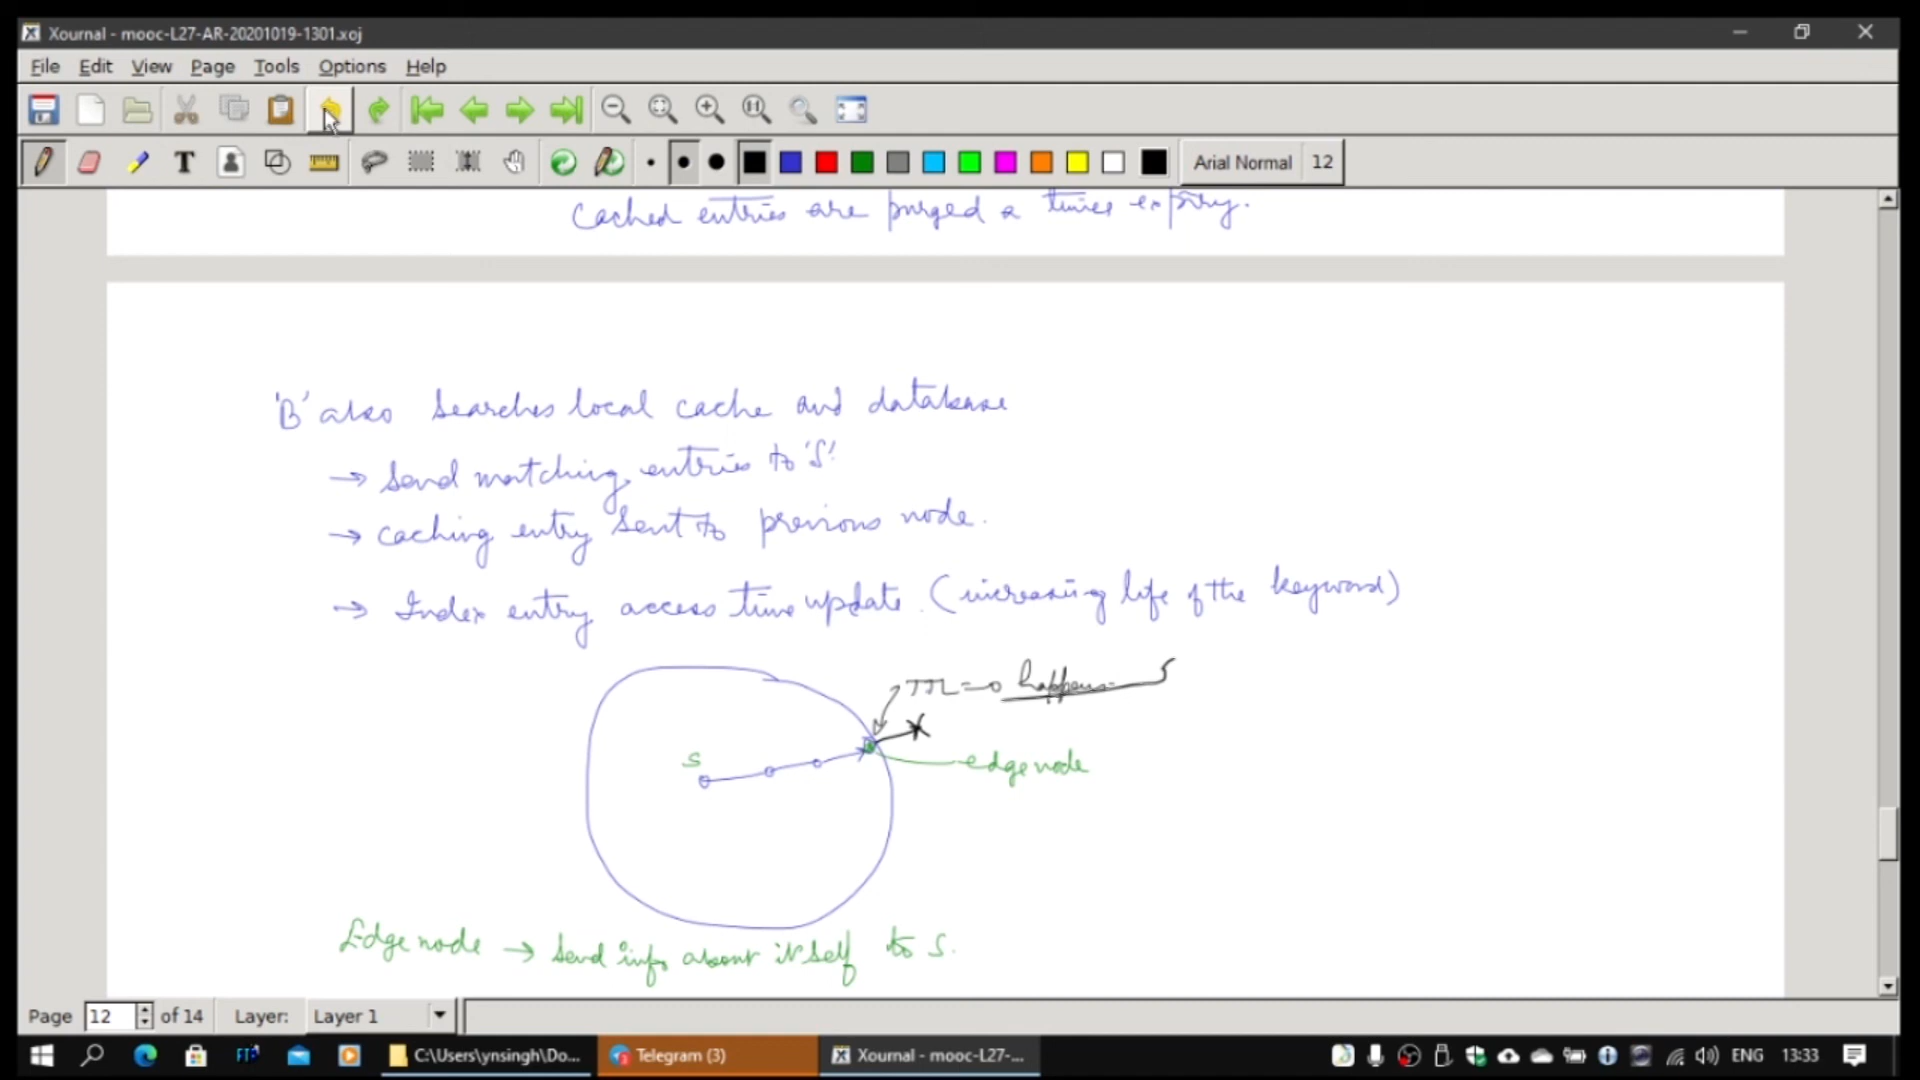 Xournal - mooc-L27-AR-20201019-1301.xoj
File Edit View Page Tools Options Help
Arial Normal 12
Cached entries are purged a times expiry.
'B' also searches local cache and database
→ Send matching entries to 'S'
→ caching entry sent to previous node.
→ Index entry access time update. (increasing life of the keyword)
TTL=0 happens
S
edge node
Edge node → Send info about itself to S.
Page 12 of 14 Layer: Layer 1
C:\Users\ynsingh\Do... Telegram (3) Xournal - mooc-L27-... ENG 13:33